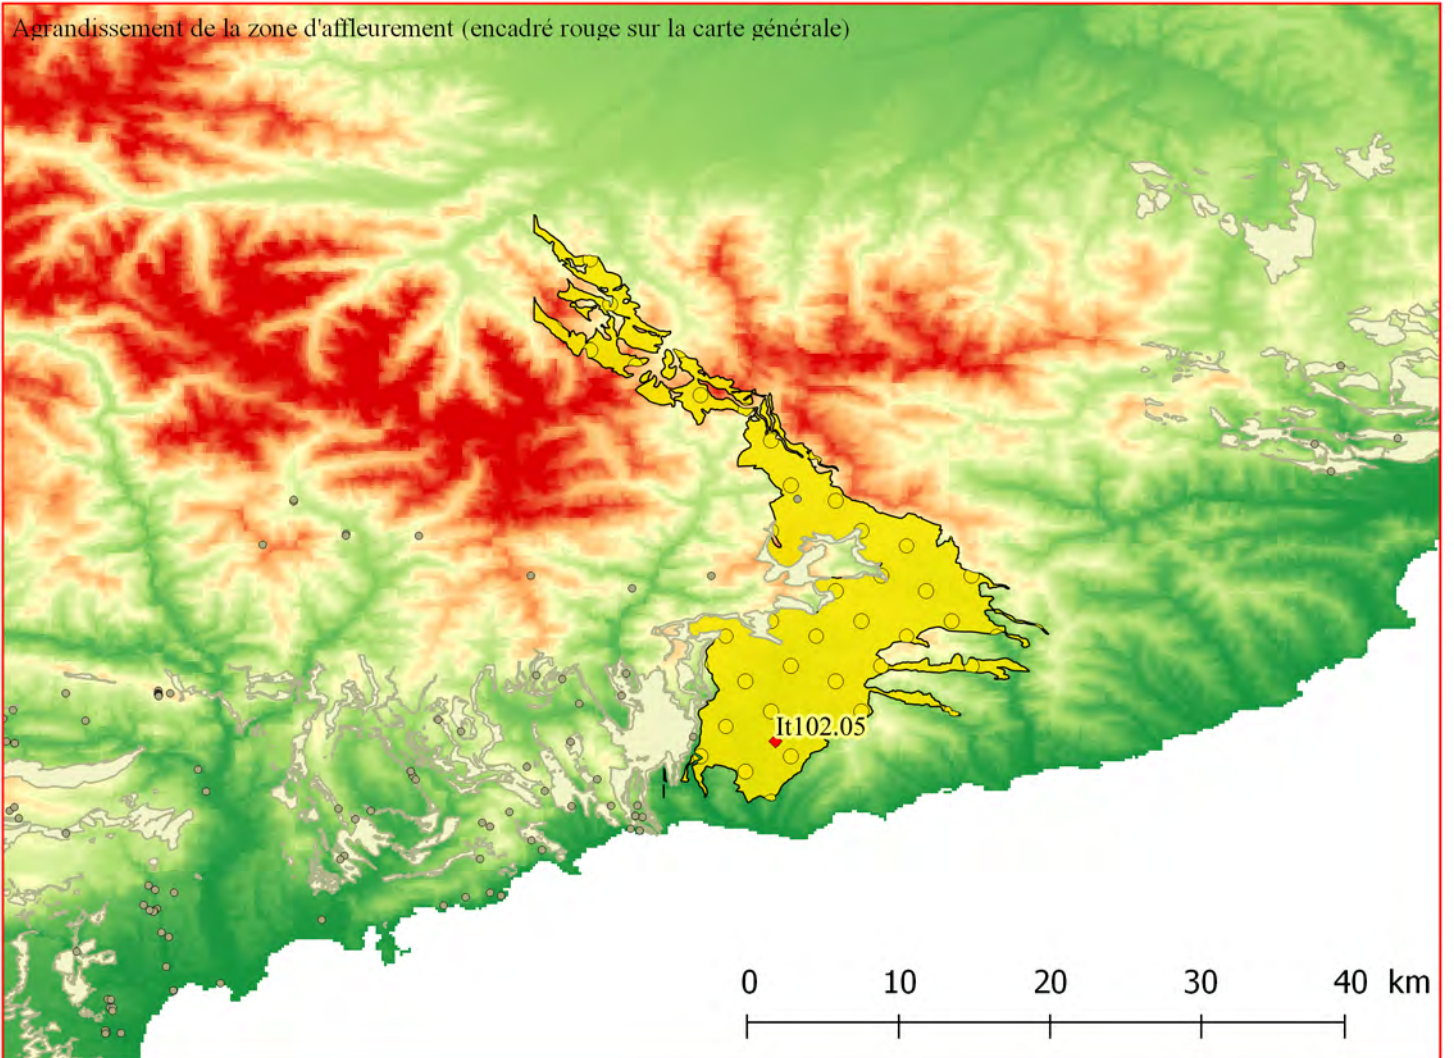 Agrandissement de la zone d'affleurement (encadré rouge sur la carte générale)
It102.05
0 10 20 30 40 km